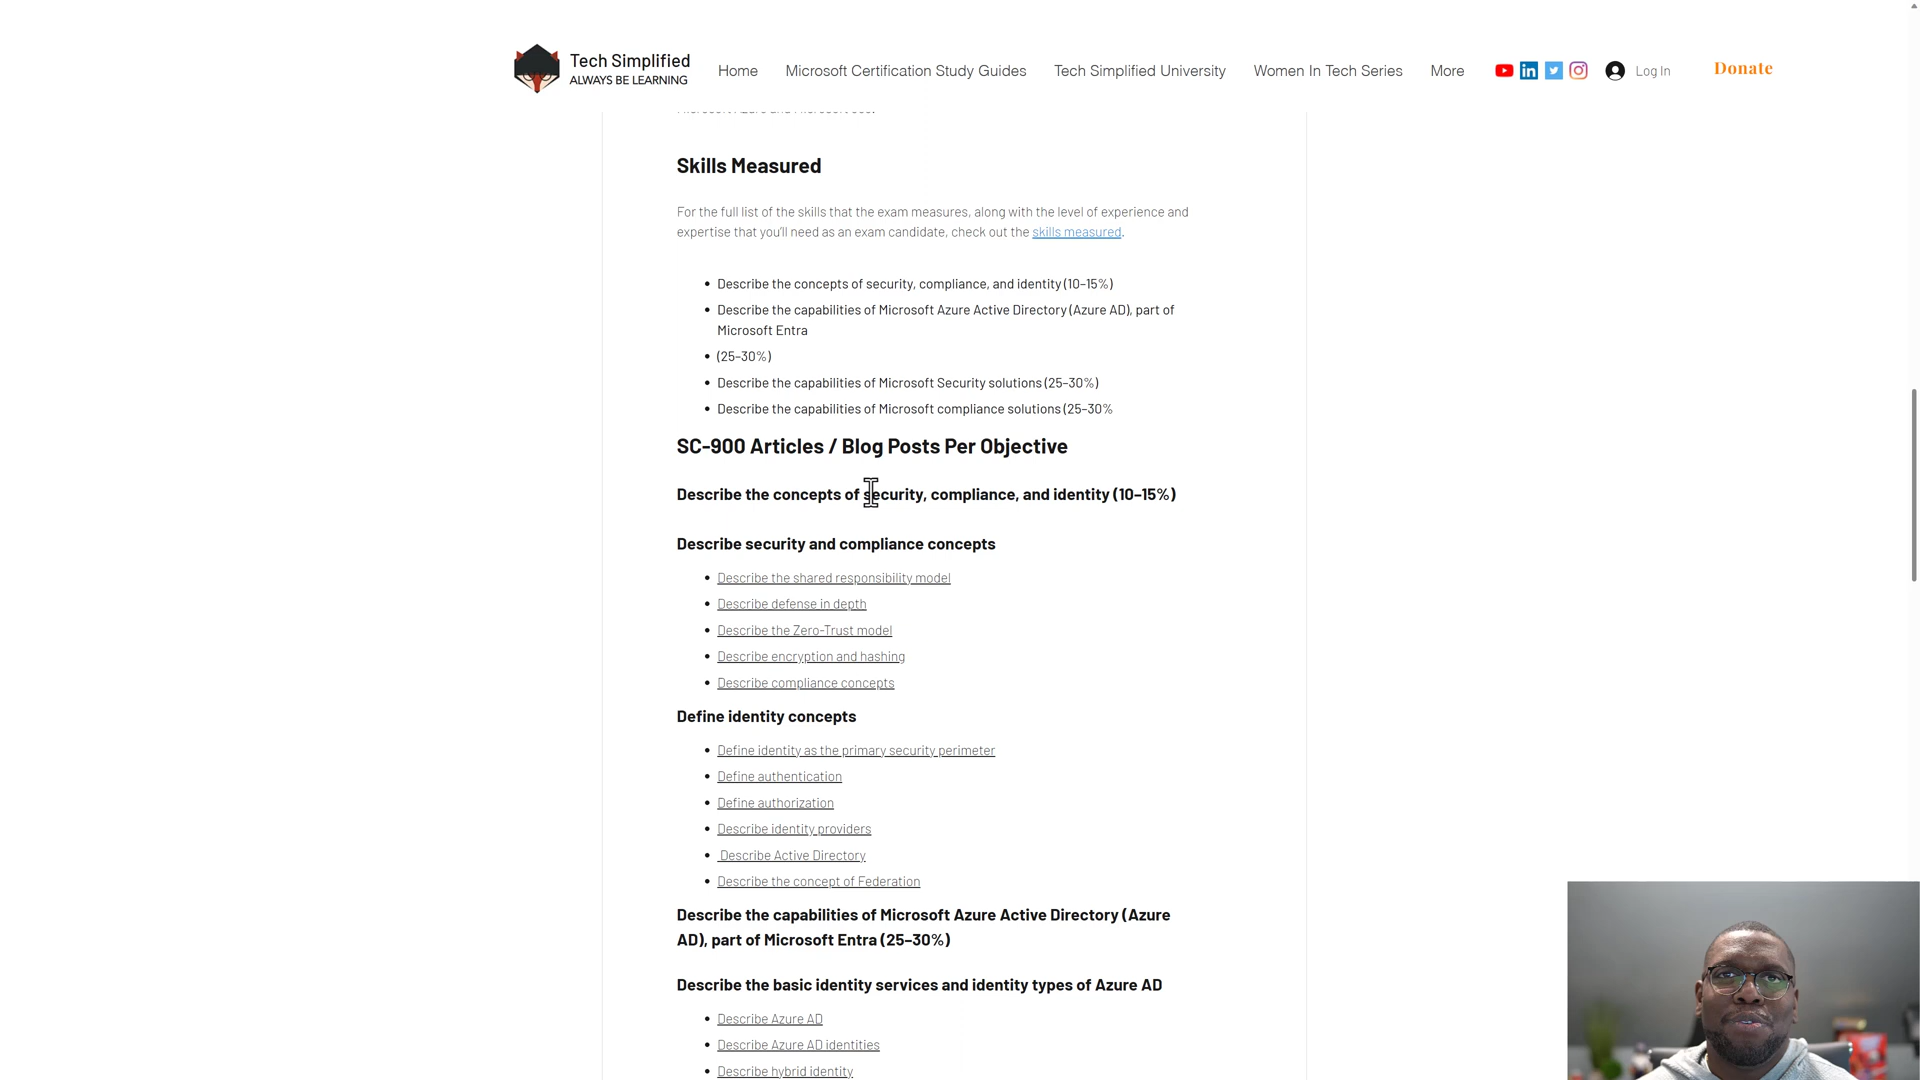 Tech Simplified
ALWAYS BE LEARNING
Home
Microsoft Certification Study Guides
Tech Simplified University
Women In Tech Series
More
Log In
Donate
Skills Measured
For the full list of the skills that the exam measures, along with the level of experience and
expertise that you'll need as an exam candidate, check out the skills measured.
Describe the concepts of security, compliance, and identity (10–15%)
Describe the capabilities of Microsoft Azure Active Directory (Azure AD), part of
Microsoft Entra
(25–30%)
Describe the capabilities of Microsoft Security solutions (25–30%)
Describe the capabilities of Microsoft compliance solutions (25–30%
SC-900 Articles / Blog Posts Per Objective
Describe the concepts of security, compliance, and identity (10–15%)
Describe security and compliance concepts
Describe the shared responsibility model
Describe defense in depth
Describe the Zero-Trust model
Describe encryption and hashing
Describe compliance concepts
Define identity concepts
Define identity as the primary security perimeter
Define authentication
Define authorization
Describe identity providers
Describe Active Directory
Describe the concept of Federation
Describe the capabilities of Microsoft Azure Active Directory (Azure
AD), part of Microsoft Entra (25–30%)
Describe the basic identity services and identity types of Azure AD
Describe Azure AD
Describe Azure AD identities
Describe hybrid identity